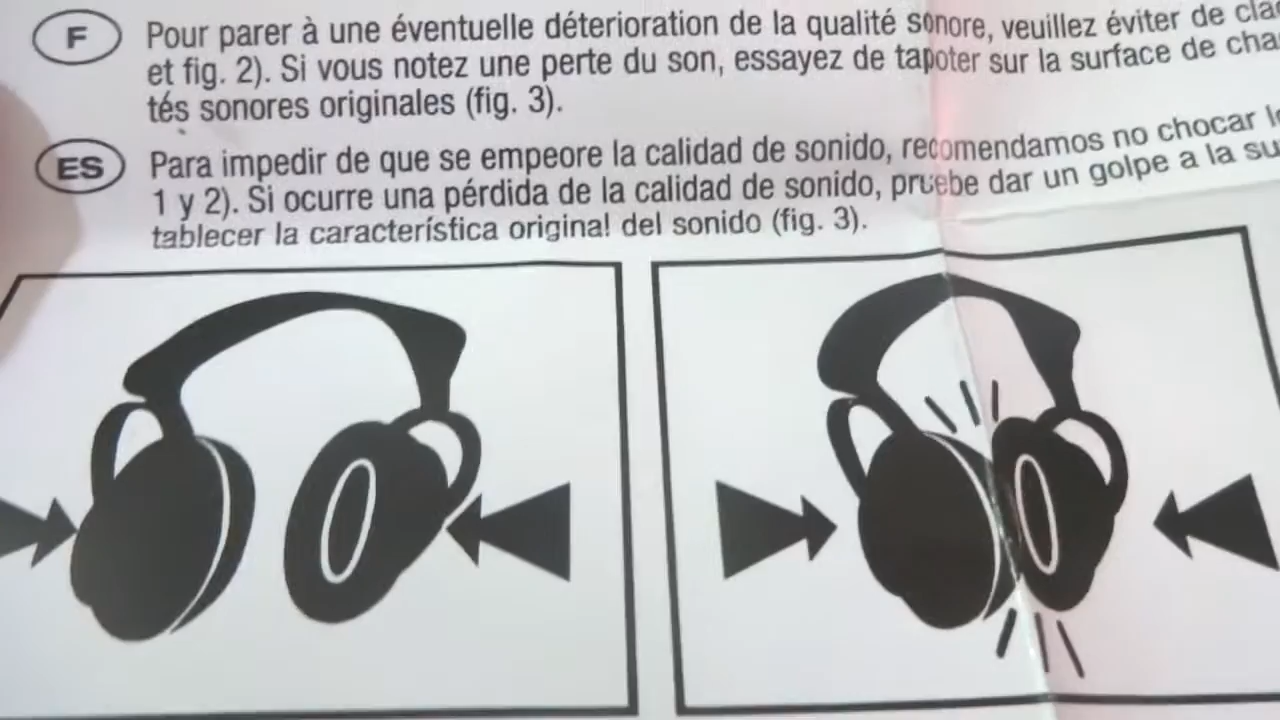 F Pour parer à une éventuelle déterioration de la qualité sonore, veuillez éviter de
et fig. 2). Si vous notez une perte du son, essayez de tapoter sur la surface de
tés sonores originales (fig. 3).
ES Para impedir de que se empeore la calidad de sonido, recomendamos no chocar
1 y 2). Si ocurre una pérdida de la calidad de sonido, pruebe dar un golpe a la
tablecer la característica original del sonido (fig. 3).